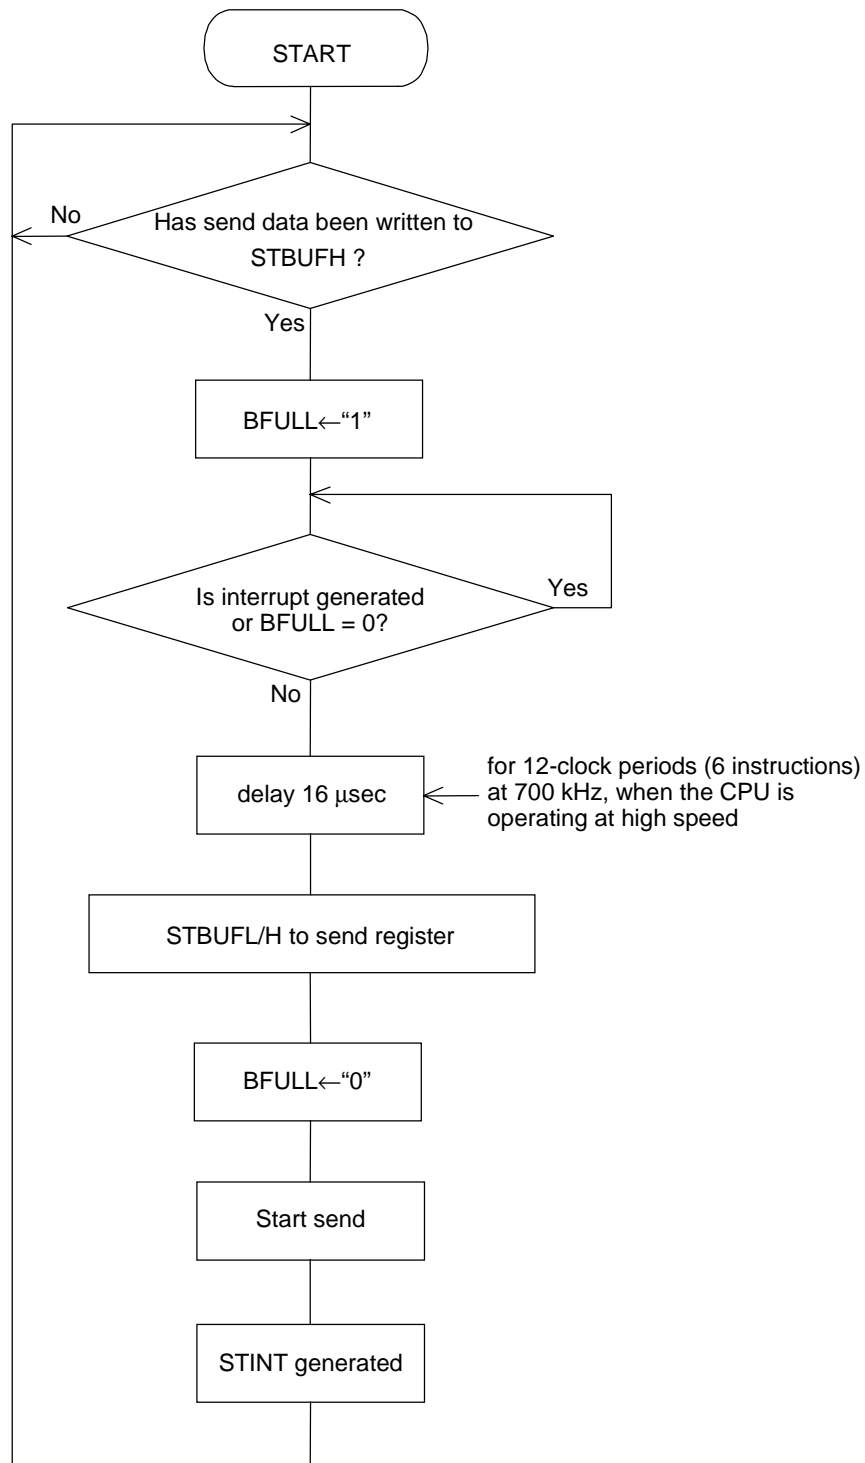 START
No
Has send data been written to
STBUFH ?
Yes
BFULL←“1”
Is interrupt generated
or BFULL = 0?
Yes
No
delay 16 μsec
for 12-clock periods (6 instructions)
at 700 kHz, when the CPU is
operating at high speed
STBUFL/H to send register
BFULL←“0”
Start send
STINT generated